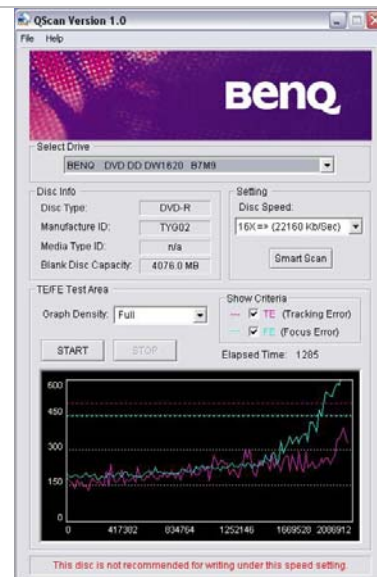 QScan Version 1.0
File Help
BenQ
Select Drive
BENQ DVD DD DW1620 B7M9
Disc Info
Disc Type: DVD-R
Manufacture ID: TYG02
Media Type ID: n/a
Blank Disc Capacity: 4076.0 MB
Setting
Disc Speed:
16X => (22160 Kb/Sec)
Smart Scan
TE/FE Test Area
Graph Density: Full
Show Criteria
TE (Tracking Error)
FE (Focus Error)
START STOP
Elapsed Time: 1205
600
450
300
150
0
0 417302 834764 1252146 1669528 2086912
This disc is not recommended for writing under this speed setting.